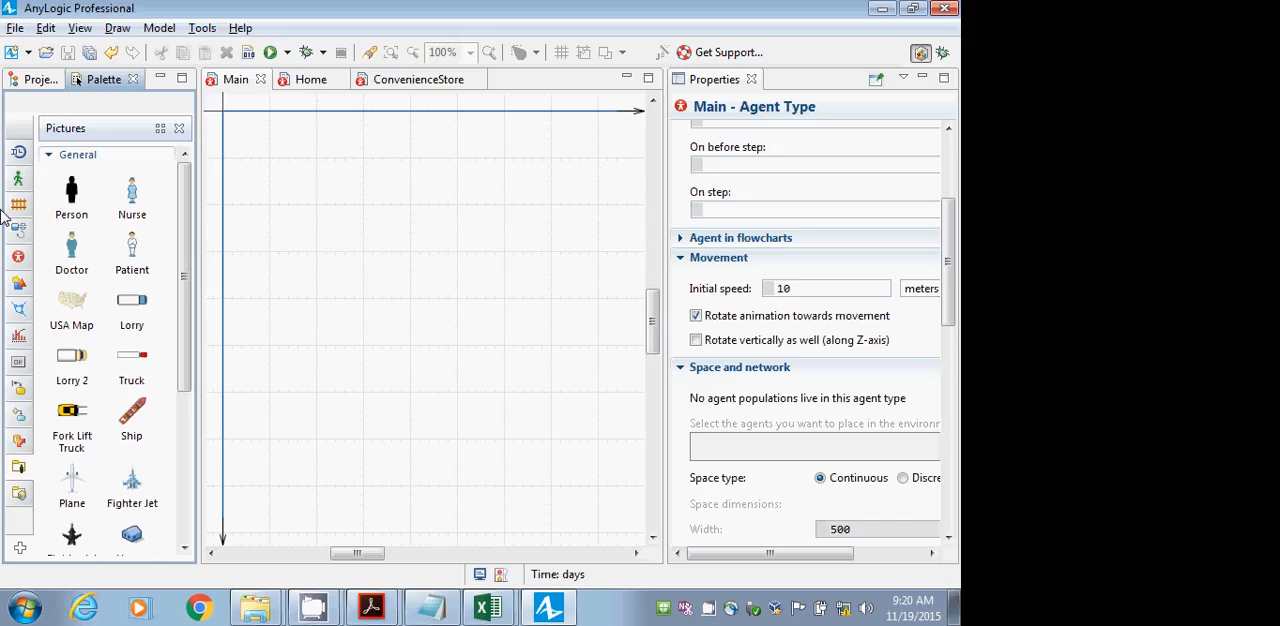 AnyLogic Professional
File Edit View Draw Model Tools Help
100% Get Support...
Proje... Palette Main Home ConvenienceStore Properties
Pictures
General
Person Nurse
Doctor Patient
USA Map Lorry
Lorry 2 Truck
Fork Lift Ship
Truck
Plane Fighter Jet
Main - Agent Type
On before step:
On step:
Agent in flowcharts
Movement
Initial speed: 10 meters
Rotate animation towards movement
Rotate vertically as well (along Z-axis)
Space and network
No agent populations live in this agent type
Select the agents you want to place in the environr
Space type: Continuous Discre
Space dimensions:
Width: 500
Time: days
9:20 AM
11/19/2015